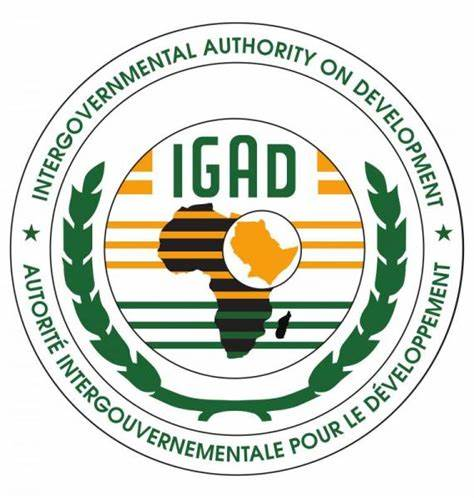 INTERGOVERNMENTAL AUTHORITY ON DEVELOPMENT
IGAD
AUTORITÉ INTERGOUVERNEMENTALE POUR LE DÉVELOPPEMENT